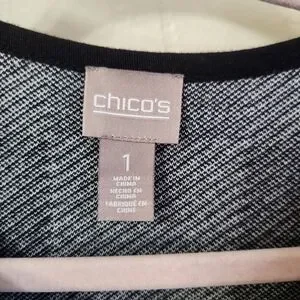 chico's
1
MADE IN
CHINA
HECHO EN
CHINA
FABRIQUÉ EN
CHINE